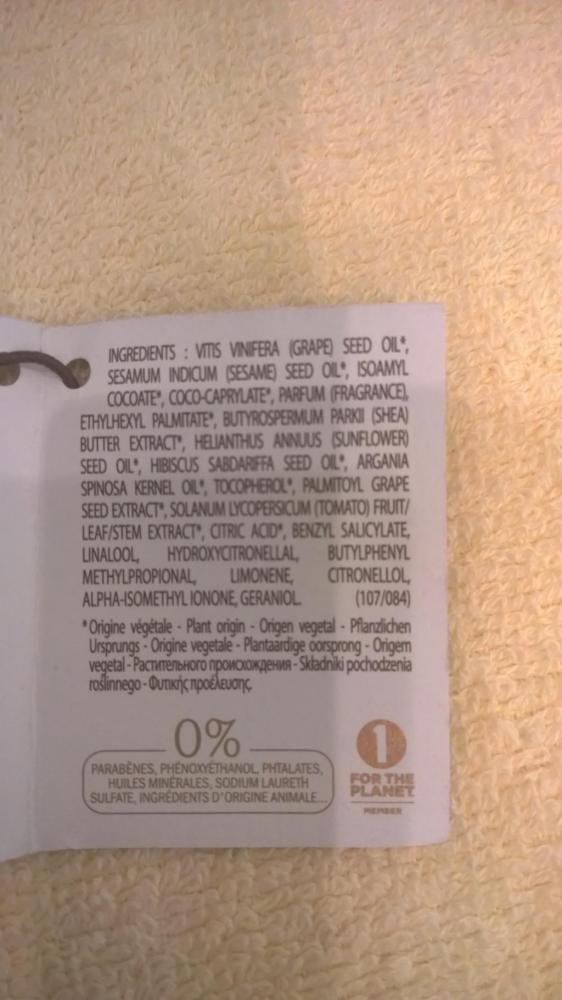 INGREDIENTS : VITIS VINIFERA (GRAPE) SEED OIL*,
SESAMUM INDICUM (SESAME) SEED OIL*, ISOAMYL
COCOATE*, COCO-CAPRYLATE*, PARFUM (FRAGRANCE),
ETHYLHEXYL PALMITATE*, BUTYROSPERMUM PARKII (SHEA)
BUTTER EXTRACT*, HELIANTHUS ANNUUS (SUNFLOWER)
SEED OIL*, HIBISCUS SABDARIFFA SEED OIL*, ARGANIA
SPINOSA KERNEL OIL*, TOCOPHEROL*, PALMITOYL GRAPE
SEED EXTRACT*, SOLANUM LYCOPERSICUM (TOMATO) FRUIT/
LEAF/STEM EXTRACT*, CITRIC ACID*, BENZYL SALICYLATE,
LINALOOL, HYDROXYCITRONELLAL, BUTYLPHENYL
METHYLPROPIONAL, LIMONENE, CITRONELLOL,
ALPHA-ISOMETHYL IONONE, GERANIOL. (107/084)
*Origine végétale - Plant origin - Origen vegetal - Pflanzlichen
Ursprungs - Origine vegetale - Plantaardige oorsprong - Origem
vegetal - Растительного происхождения - Składniki pochodzenia
roślinnego - Φυτικής προέλευσης.
0%
PARABÈNES, PHÉNOXYÉTHANOL, PHTALATES,
HUILES MINÉRALES, SODIUM LAURETH
SULFATE, INGRÉDIENTS D'ORIGINE ANIMALE...
1
FOR THE
PLANET
MEMBER